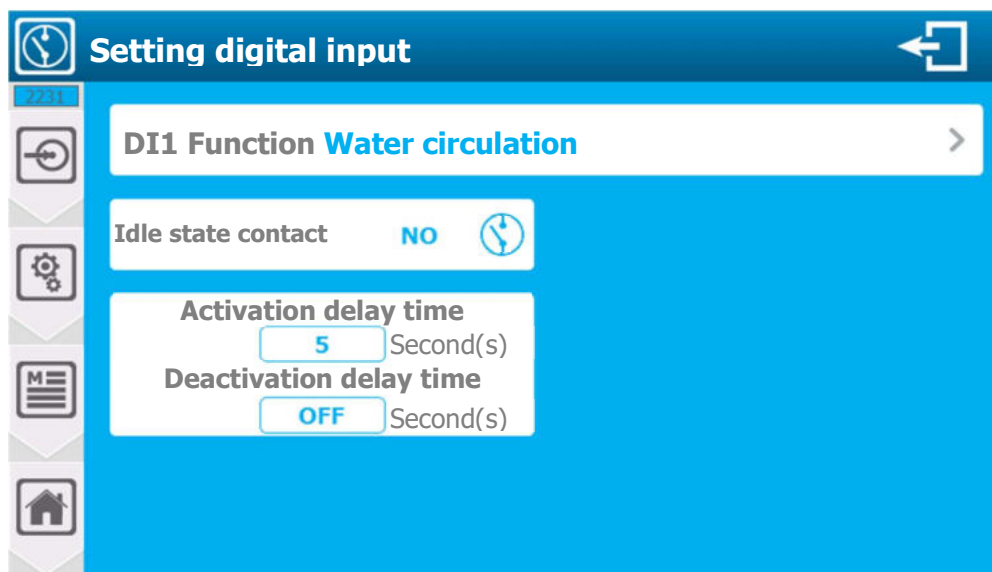 Setting digital input
2231
DI1 Function Water circulation
Idle state contact NO
Activation delay time
5 Second(s)
Deactivation delay time
OFF Second(s)
M